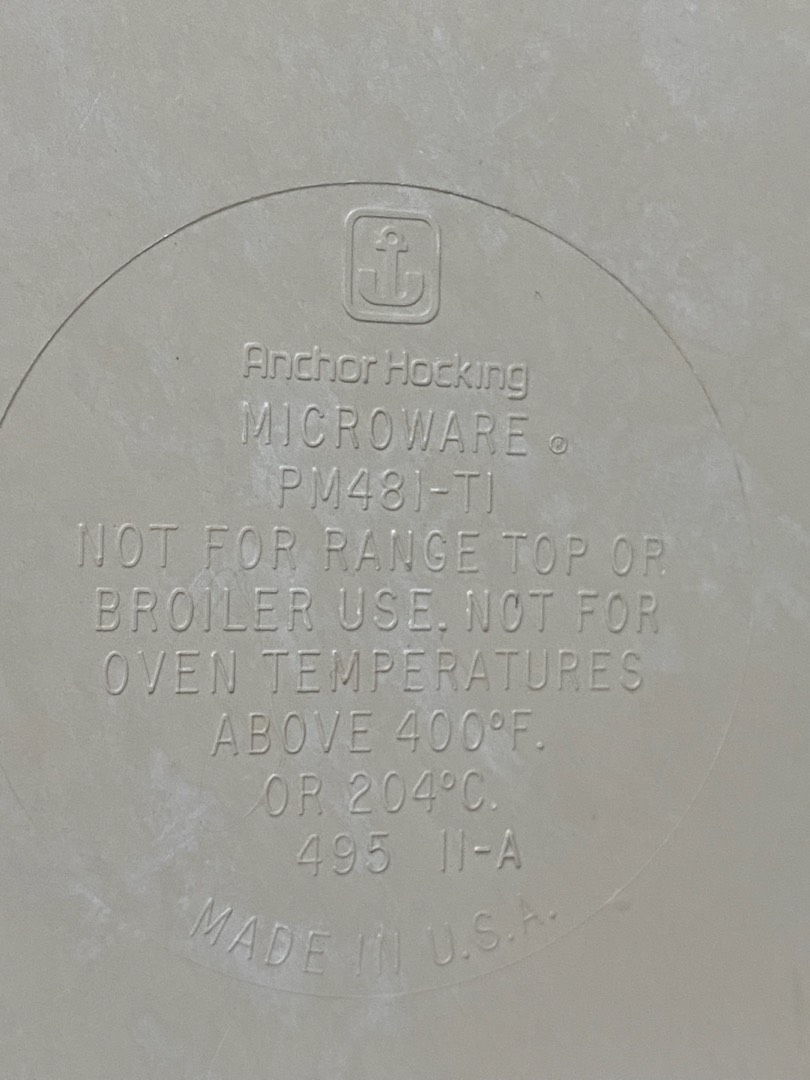 Anchor Hocking
MICROWARE ®
PM481-T1
NOT FOR RANGE TOP OR
BROILER USE. NOT FOR
OVEN TEMPERATURES
ABOVE 400°F.
OR 204°C.
495 11-A
MADE IN U.S.A.